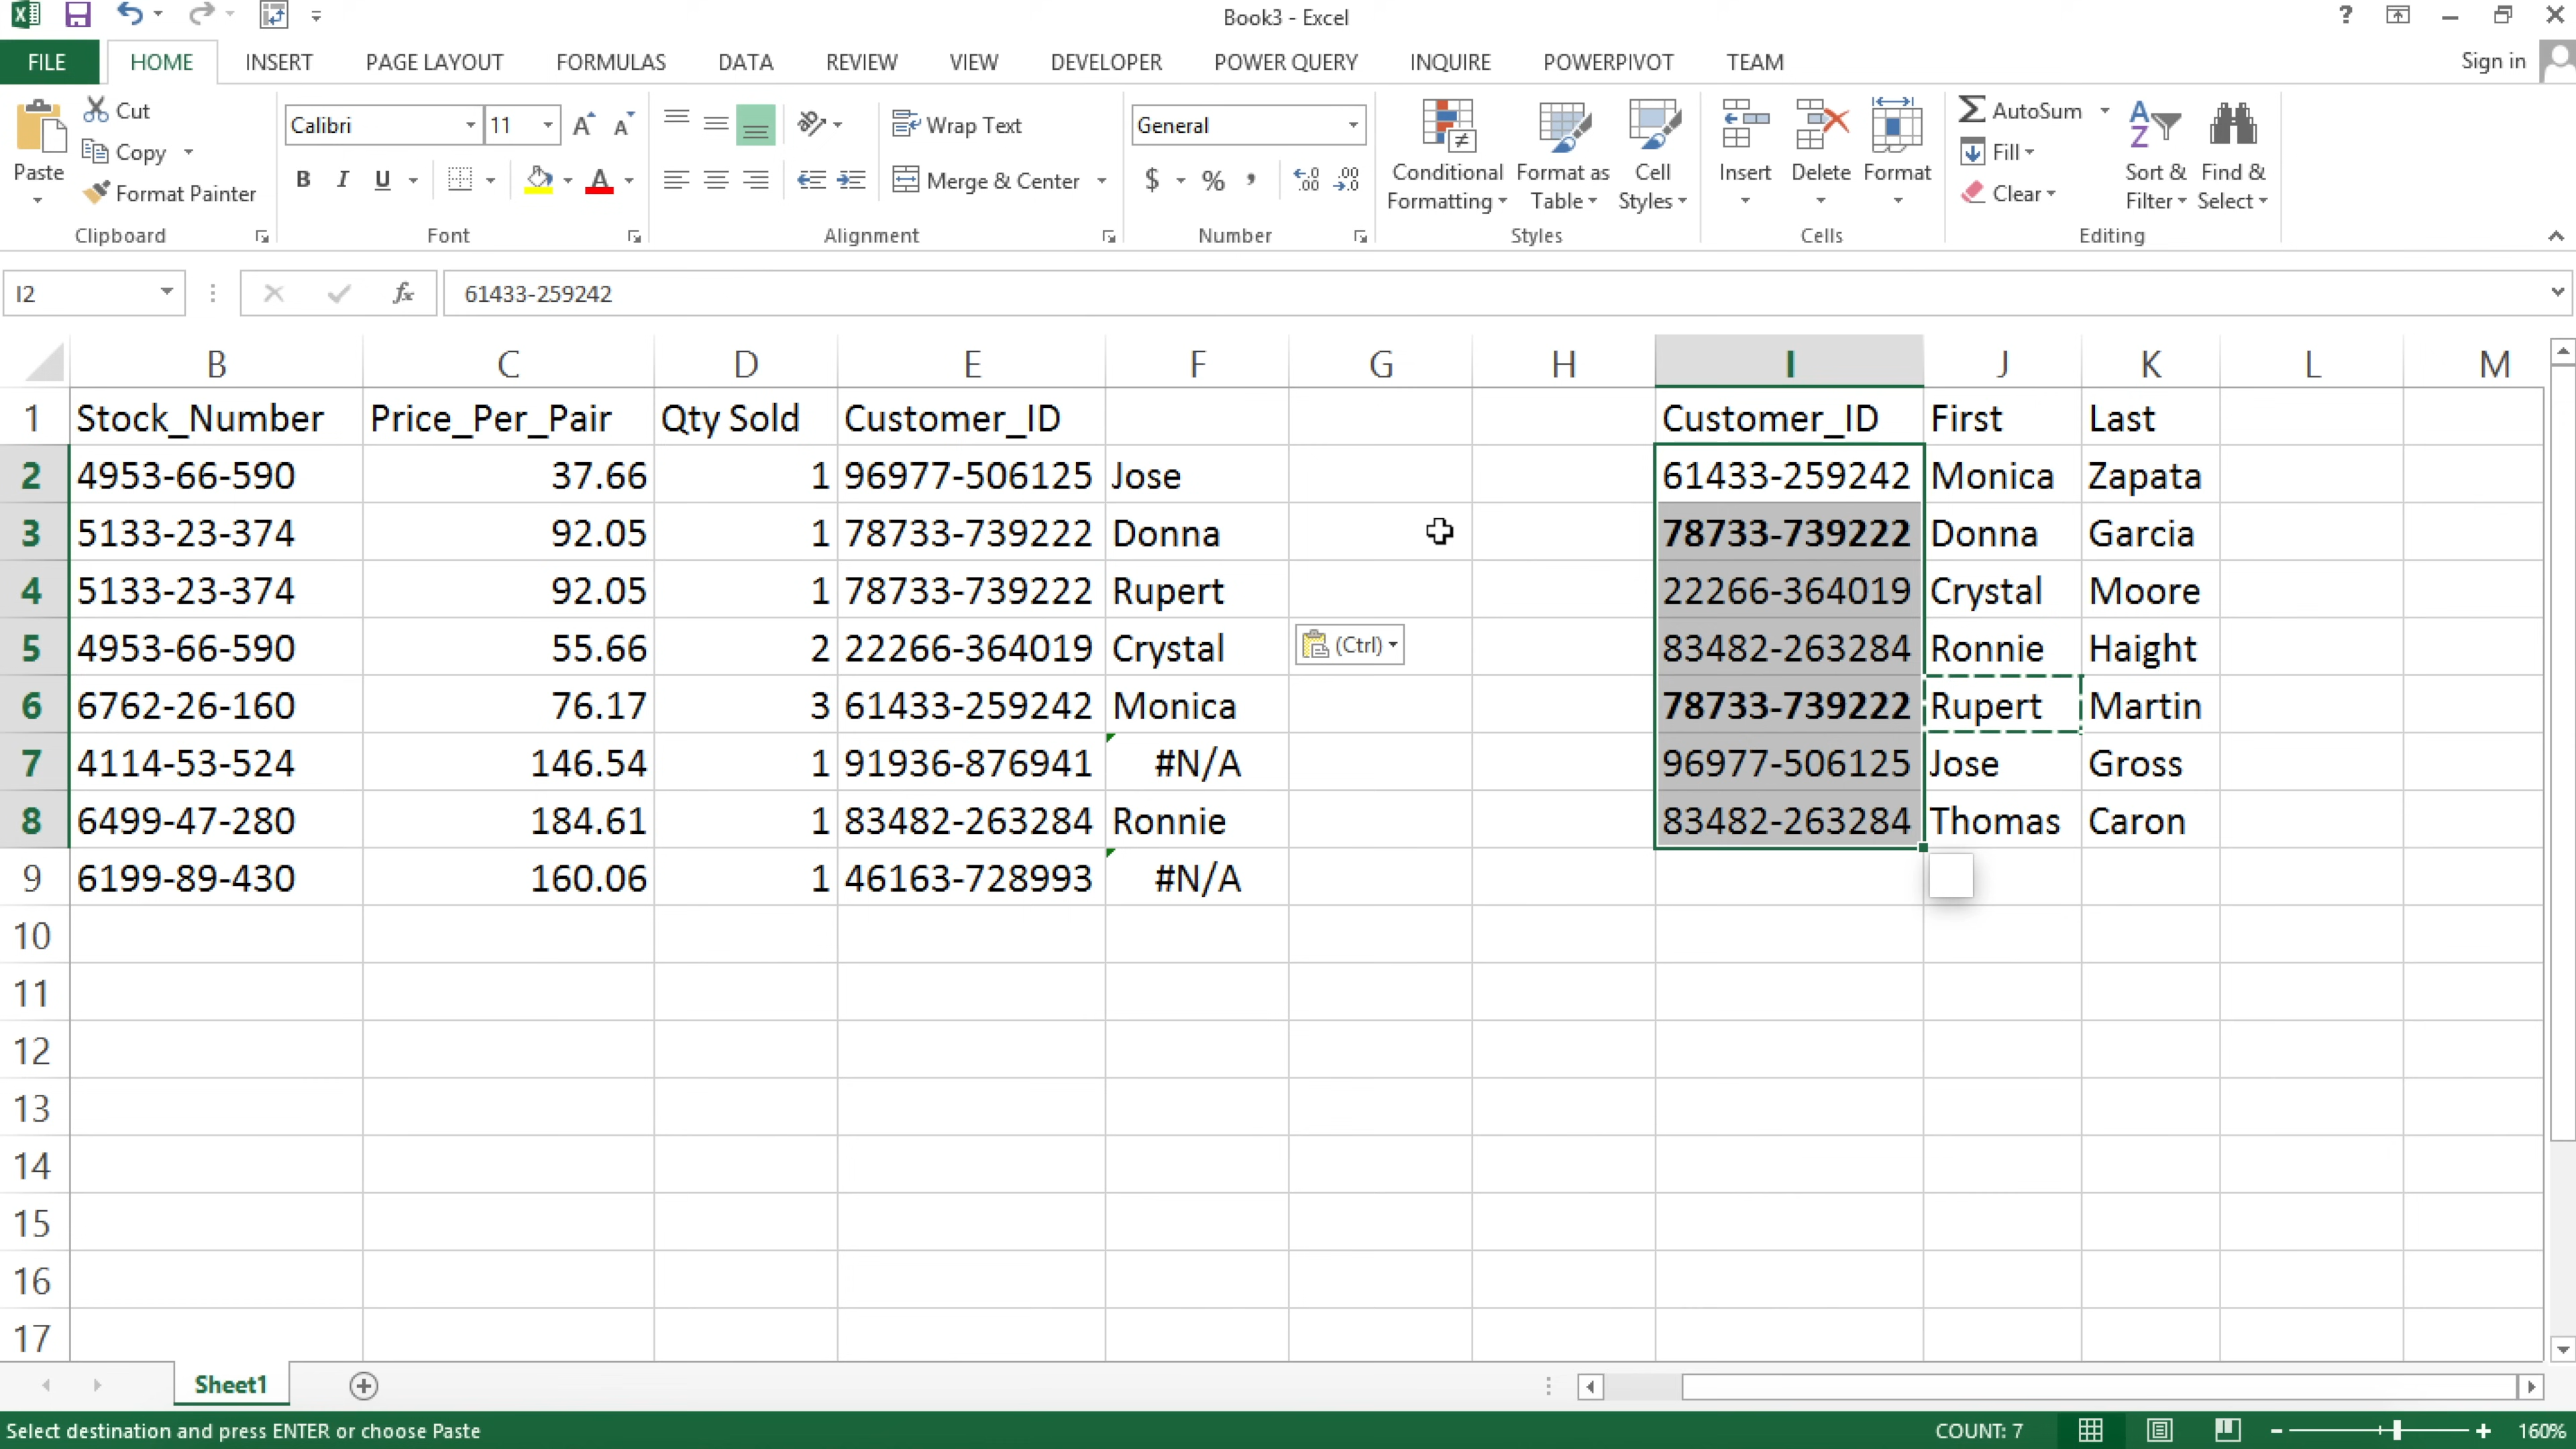 Book3 - Excel
?
FILE HOME INSERT PAGE LAYOUT FORMULAS DATA REVIEW VIEW DEVELOPER POWER QUERY INQUIRE POWERPIVOT TEAM Sign in
Paste
Cut
Copy
Format Painter
Clipboard
Calibri 11
B I U
Font
Wrap Text
Merge & Center
Alignment
General
$ % ,
Number
Conditional Formatting
Format as Table
Cell Styles
Styles
Insert Delete Format
Cells
AutoSum
Fill
Clear
Sort & Filter
Find & Select
Editing
I2 fx 61433-259242
B C D E F G H I J K L M
1 Stock_Number Price_Per_Pair Qty Sold Customer_ID Customer_ID First Last
2 4953-66-590 37.66 1 96977-506125 Jose 61433-259242 Monica Zapata
3 5133-23-374 92.05 1 78733-739222 Donna 78733-739222 Donna Garcia
4 5133-23-374 92.05 1 78733-739222 Rupert 22266-364019 Crystal Moore
5 4953-66-590 55.66 2 22266-364019 Crystal (Ctrl) 83482-263284 Ronnie Haight
6 6762-26-160 76.17 3 61433-259242 Monica 78733-739222 Rupert Martin
7 4114-53-524 146.54 1 91936-876941 #N/A 96977-506125 Jose Gross
8 6499-47-280 184.61 1 83482-263284 Ronnie 83482-263284 Thomas Caron
9 6199-89-430 160.06 1 46163-728993 #N/A
10
11
12
13
14
15
16
17
Sheet1
Select destination and press ENTER or choose Paste COUNT: 7 160%